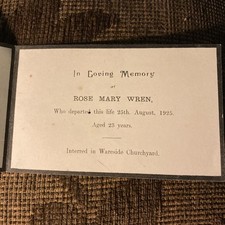 In Loving Memory
of
ROSE MARY WREN,
Who departed this life 25th August, 1925.
Aged 23 years.
Interred in Wareside Churchyard.